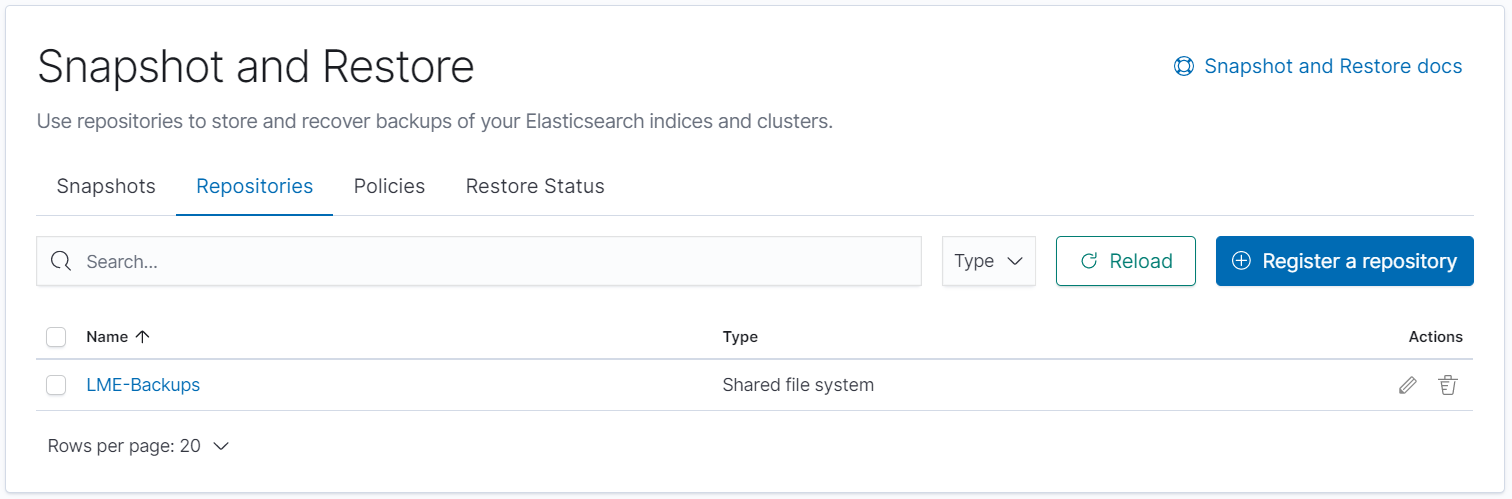 Snapshot and Restore
Snapshot and Restore docs
Use repositories to store and recover backups of your Elasticsearch indices and clusters.
Snapshots Repositories Policies Restore Status
Search... Type Reload Register a repository
Name Type Actions
LME-Backups Shared file system
Rows per page: 20